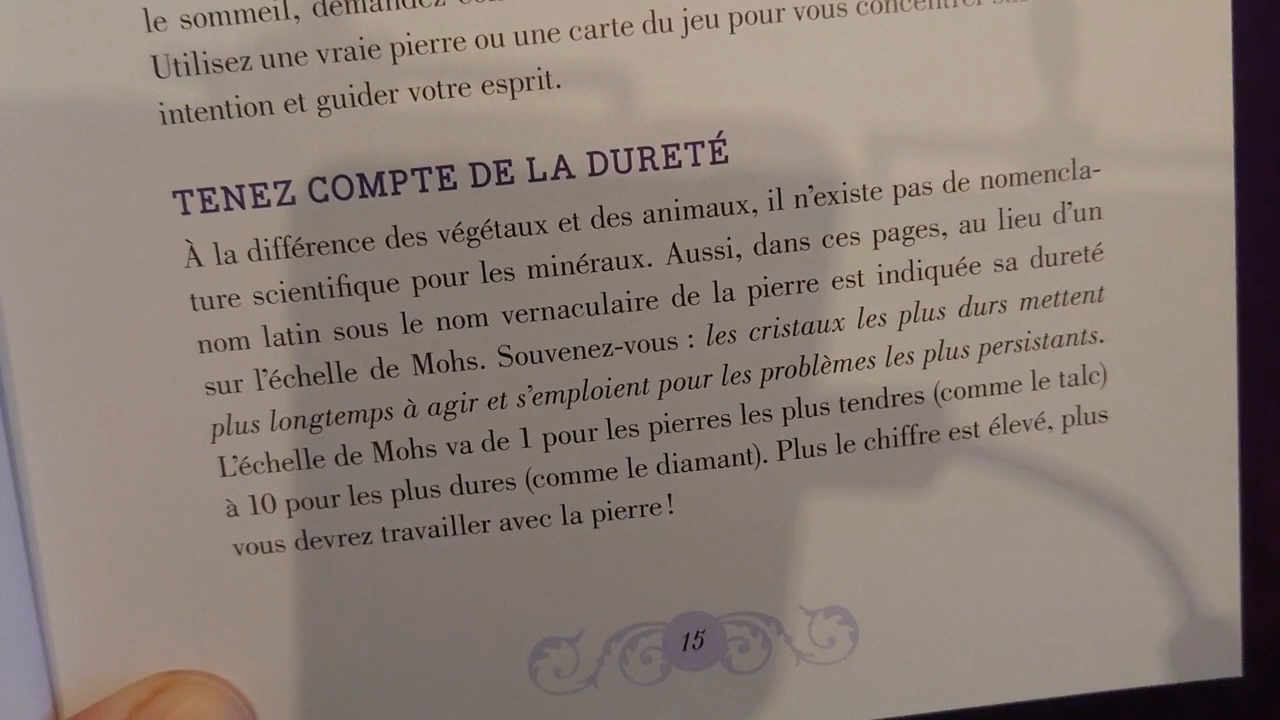 le sommeil, demandez
Utilisez une vraie pierre ou une carte du jeu pour vous concentrer
intention et guider votre esprit.
TENEZ COMPTE DE LA DURETÉ
À la différence des végétaux et des animaux, il n'existe pas de nomencla-
ture scientifique pour les minéraux. Aussi, dans ces pages, au lieu d'un
nom latin sous le nom vernaculaire de la pierre est indiquée sa dureté
sur l'échelle de Mohs. Souvenez-vous : les cristaux les plus durs mettent
plus longtemps à agir et s'emploient pour les problèmes les plus persistants.
L'échelle de Mohs va de 1 pour les pierres les plus tendres (comme le talc)
à 10 pour les plus dures (comme le diamant). Plus le chiffre est élevé, plus
vous devrez travailler avec la pierre !
15